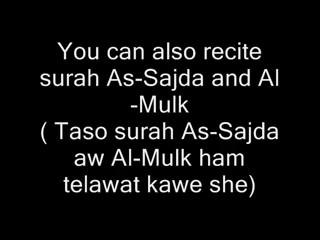 You can also recite
surah As-Sajda and Al
-Mulk
( Taso surah As-Sajda
aw Al-Mulk ham
telawat kawe she)